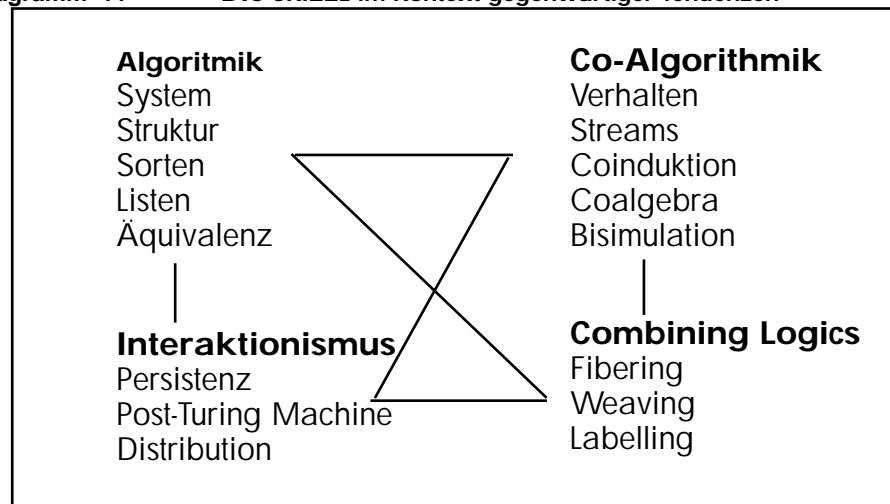 Algoritmik
System
Struktur
Sorten
Listen
Äquivalenz
Co-Algorithmik
Verhalten
Streams
Coinduktion
Coalgebra
Bisimulation
Interaktionismus
Persistenz
Post-Turing Machine
Distribution
Combining Logics
Fibering
Weaving
Labelling